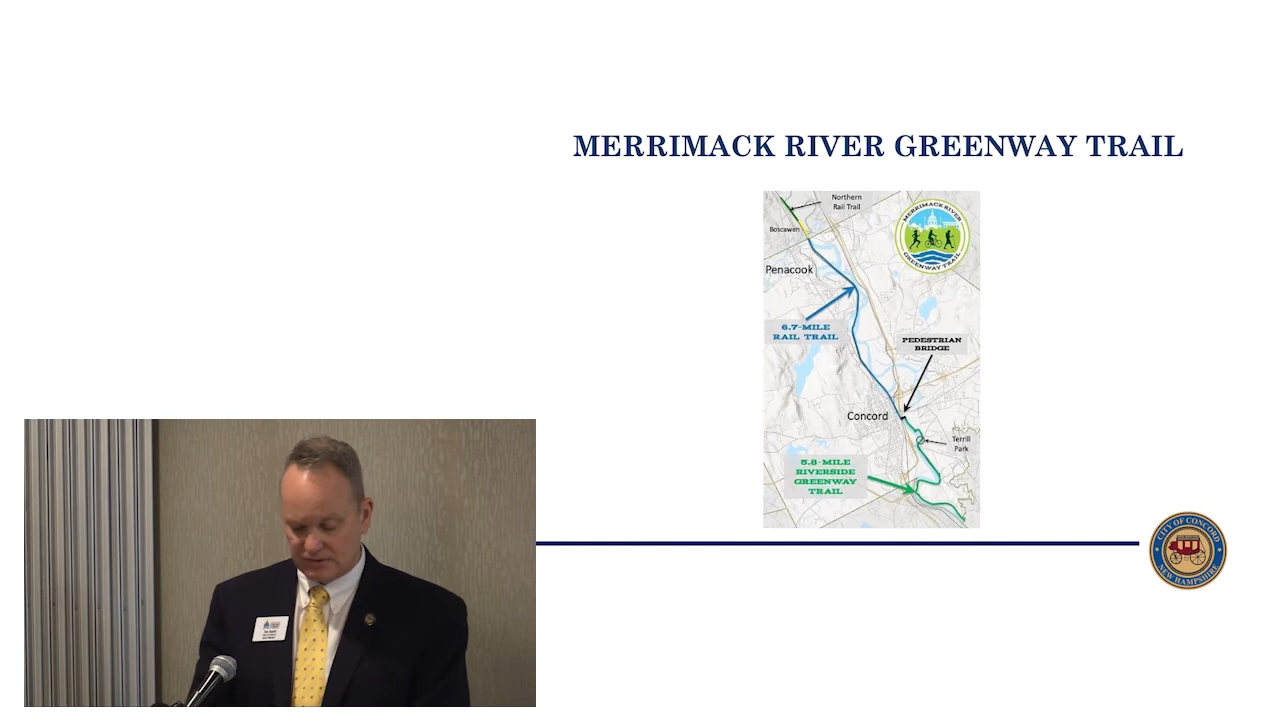 MERRIMACK RIVER GREENWAY TRAIL
Northern
Rail Trail
MERRIMACK RIVER
GREENWAY TRAIL
Boscawen
Penacook
6.7-MILE
RAIL TRAIL
PEDESTRIAN
BRIDGE
Concord
Terrill
Park
5.8-MILE
RIVERSIDE
GREENWAY
TRAIL
CITY OF CONCORD
NEW HAMPSHIRE